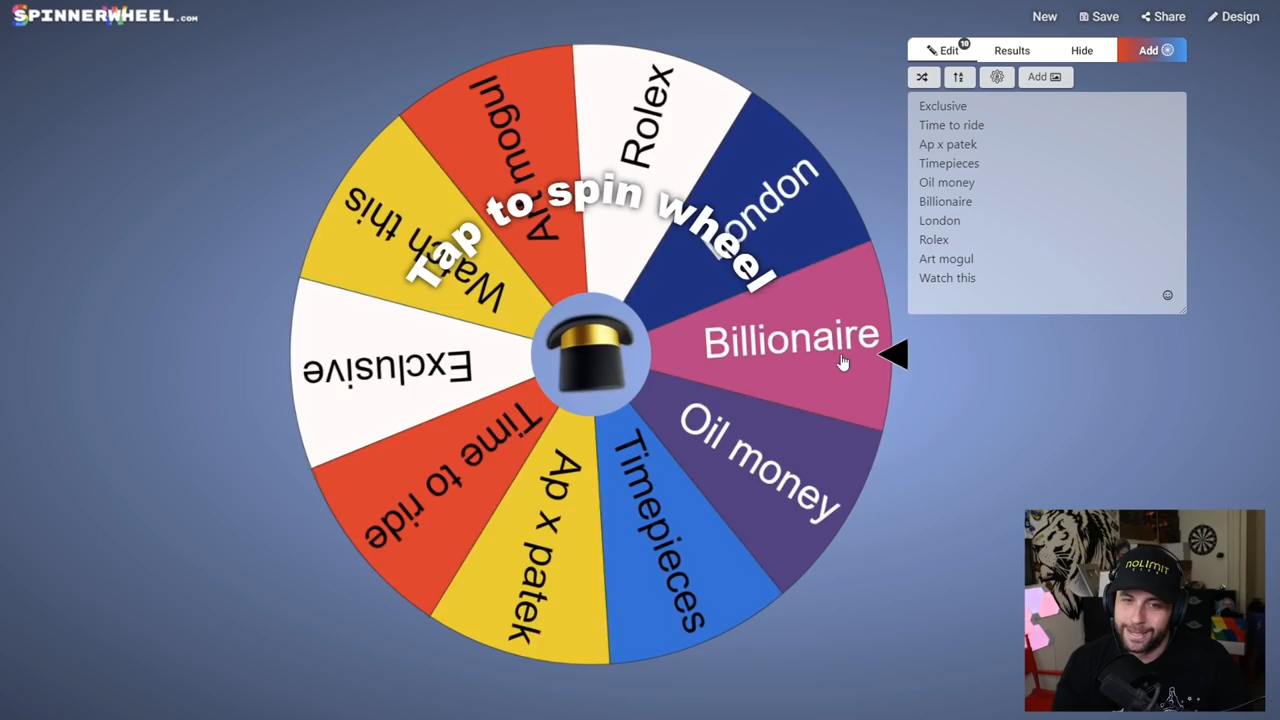 SPINNERWHEEL.COM
New
Save
Share
Design
Edit
10
Results
Hide
Add
Add
Exclusive
Time to ride
Ap x patek
Timepieces
Oil money
Billionaire
London
Rolex
Art mogul
Watch this
Tap to spin wheel
Rolex
London
Billionaire
Oil money
Timepieces
Ap x patek
Time to ride
Exclusive
Watch this
Art mogul
NOLIMIT